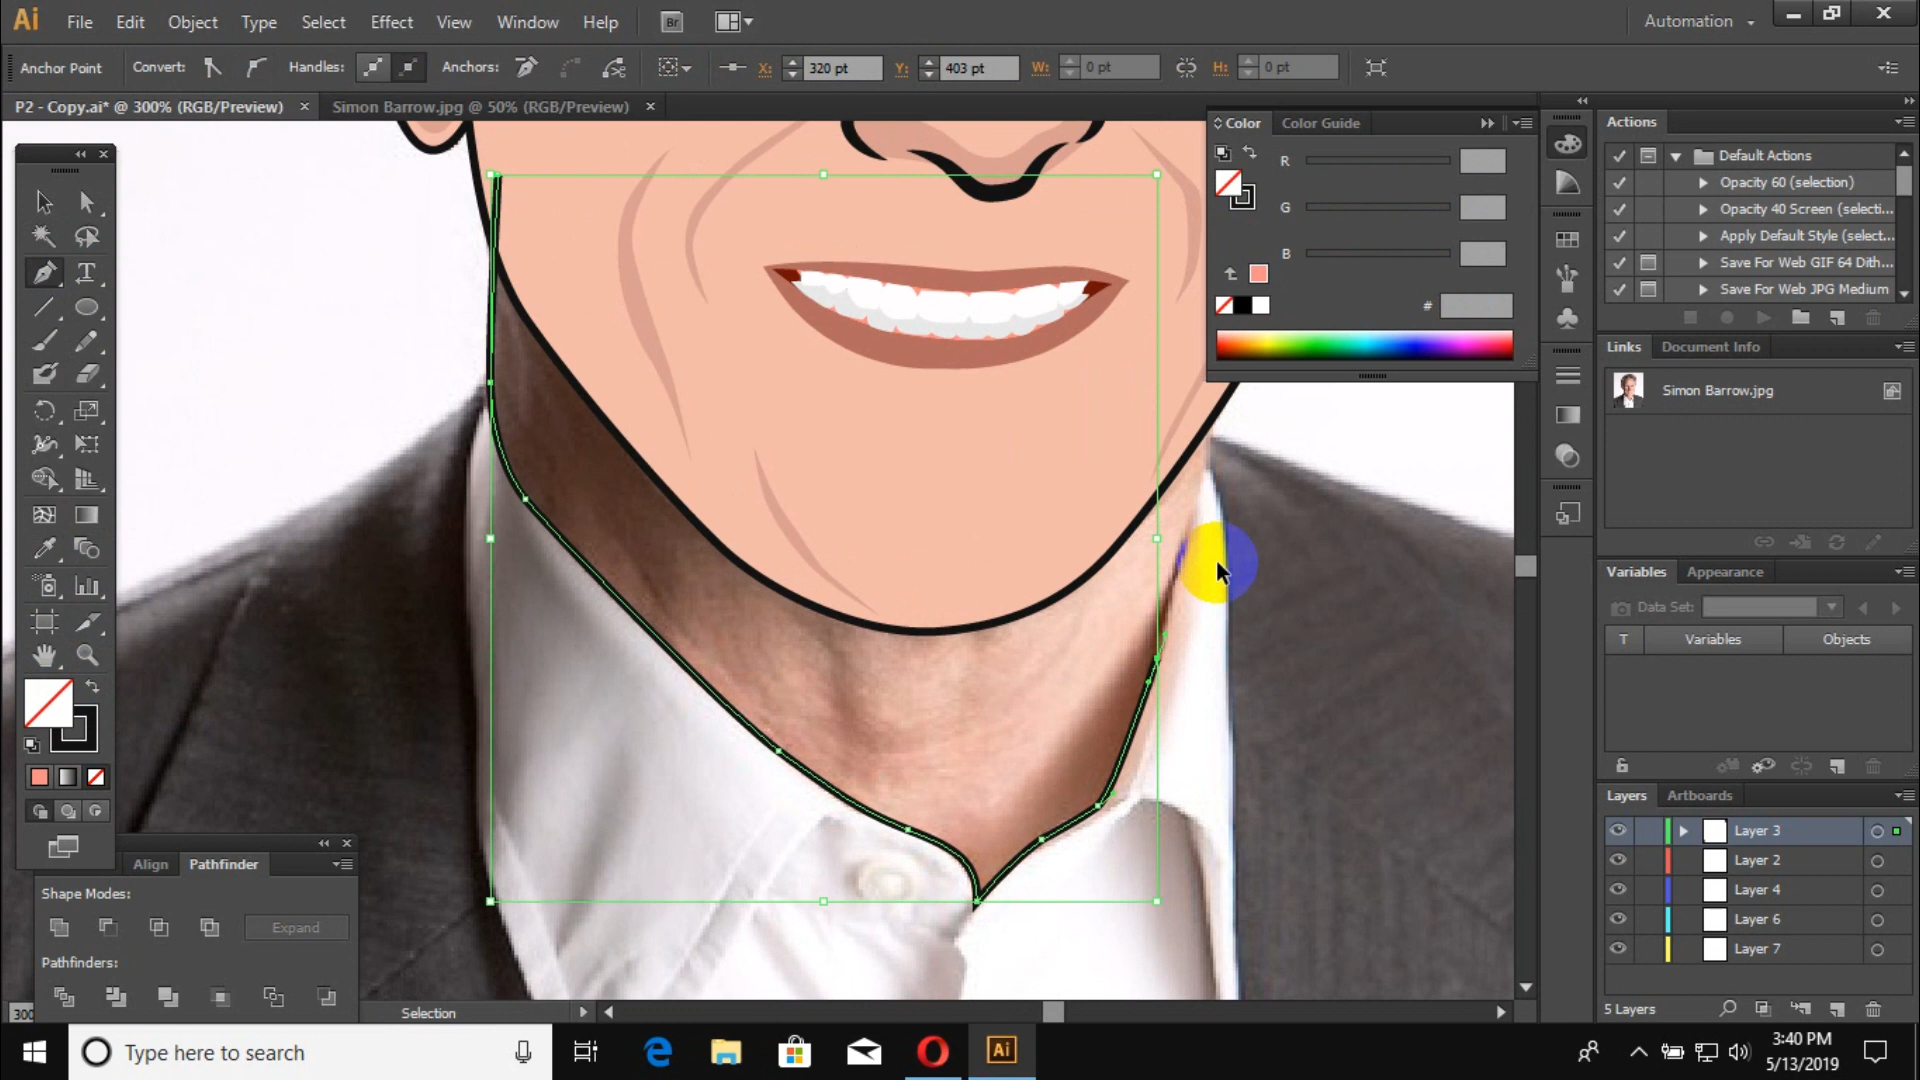 Ai File Edit Object Type Select Effect View Window Help Br Automation
Anchor Point Convert: Handles: Anchors: X: 320 pt Y: 403 pt W: 0 pt H: 0 pt
P2 - Copy.ai* @ 300% (RGB/Preview) Simon Barrow.jpg @ 50% (RGB/Preview)
Color Color Guide
R
G
B
#
Actions
Default Actions
Opacity 60 (selection)
Opacity 40 Screen (selecti...
Apply Default Style (select...
Save For Web GIF 64 Dith...
Save For Web JPG Medium
Links Document Info
Simon Barrow.jpg
Variables Appearance
Data Set:
T Variables Objects
Layers Artboards
Layer 3
Layer 2
Layer 4
Layer 6
Layer 7
5 Layers
Align Pathfinder
Shape Modes:
Expand
Pathfinders:
300
Selection
Type here to search
Ai
3:40 PM
5/13/2019